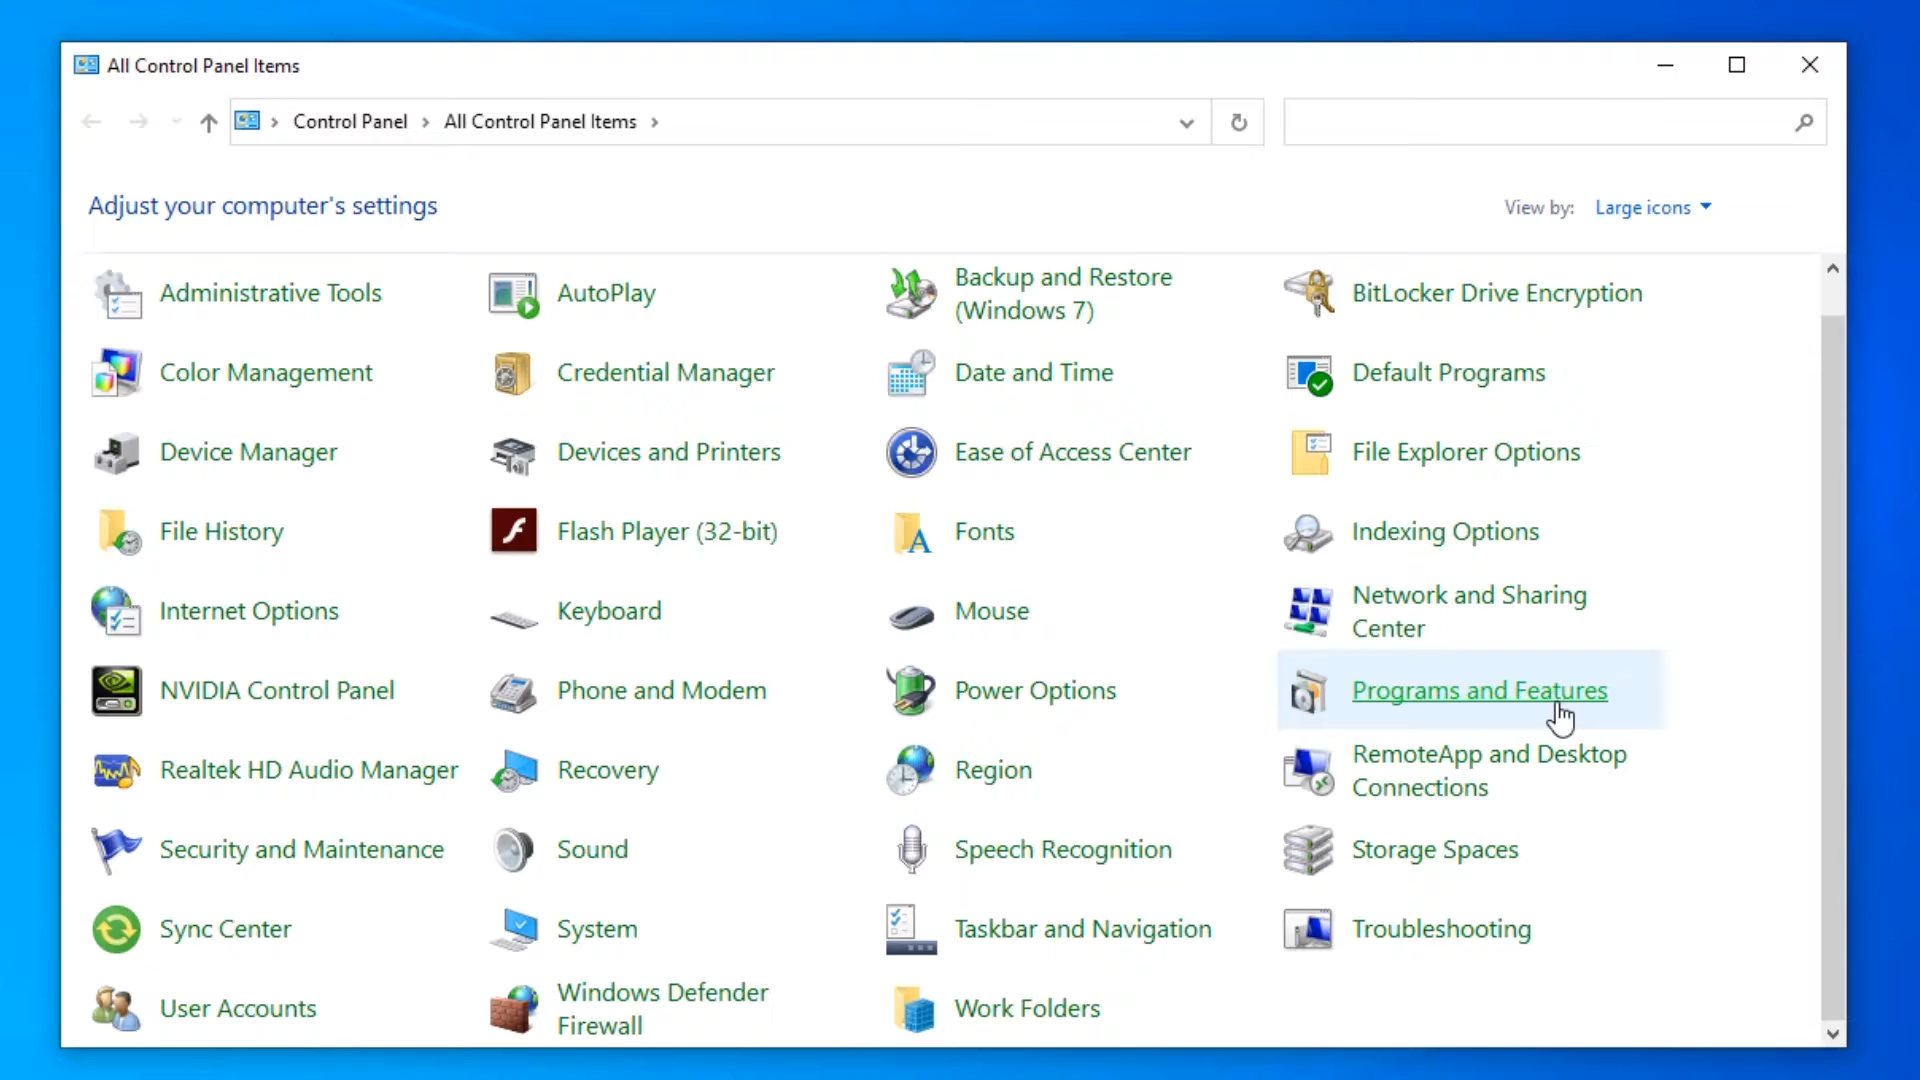 All Control Panel Items
Control Panel > All Control Panel Items >
Adjust your computer's settings
View by: Large icons
Administrative Tools
AutoPlay
Backup and Restore
(Windows 7)
BitLocker Drive Encryption
Color Management
Credential Manager
Date and Time
Default Programs
Device Manager
Devices and Printers
Ease of Access Center
File Explorer Options
File History
Flash Player (32-bit)
Fonts
Indexing Options
Internet Options
Keyboard
Mouse
Network and Sharing
Center
NVIDIA Control Panel
Phone and Modem
Power Options
Programs and Features
Realtek HD Audio Manager
Recovery
Region
RemoteApp and Desktop
Connections
Security and Maintenance
Sound
Speech Recognition
Storage Spaces
Sync Center
System
Taskbar and Navigation
Troubleshooting
User Accounts
Windows Defender
Firewall
Work Folders